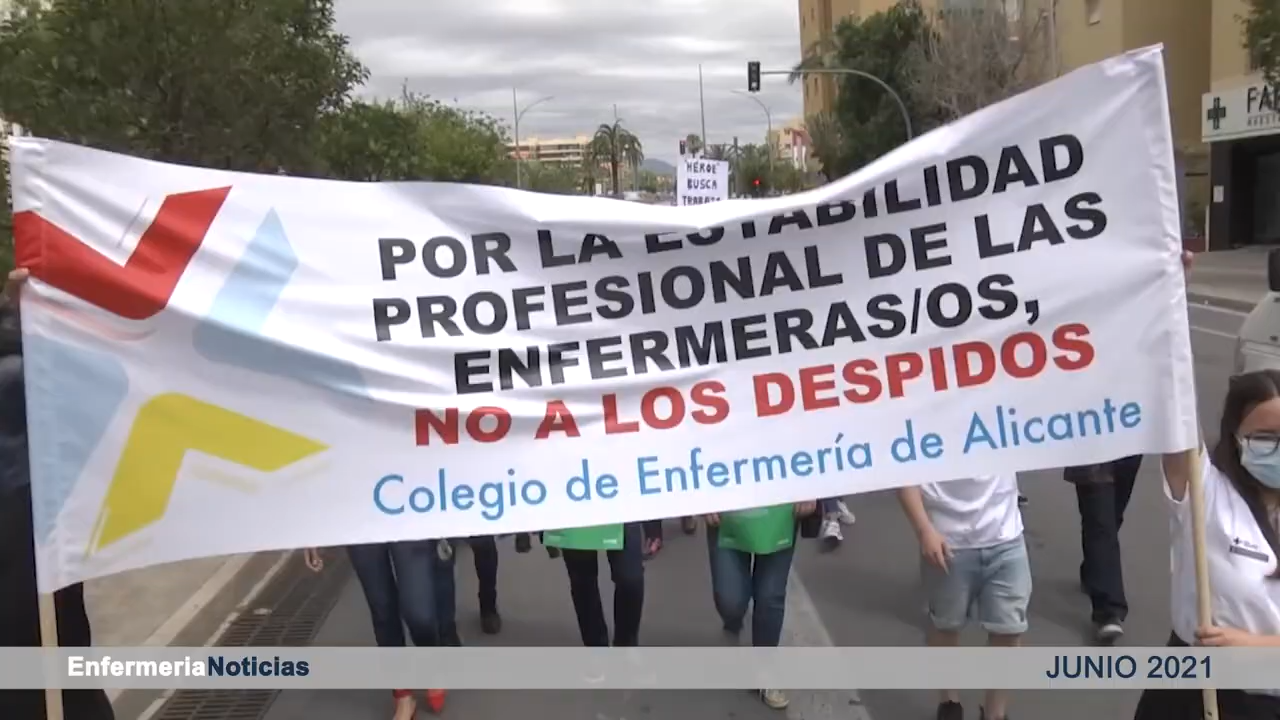 HÉROE
BUSCA
TRABAJO
POR LA ESTABILIDAD
PROFESIONAL DE LAS
ENFERMERAS/OS,
NO A LOS DESPIDOS
Colegio de Enfermería de Alicante
EnfermeriaNoticias
JUNIO 2021